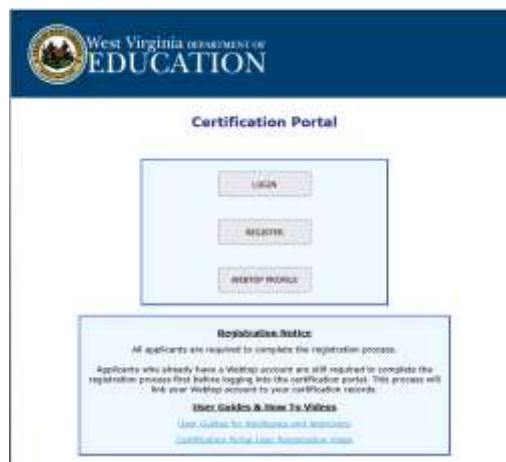 West Virginia DEPARTMENT OF
EDUCATION
Certification Portal
LOGIN
REGISTER
WEBTOP PROFILE
Registration Notice
All applicants are required to complete the registration process.
Applicants who already have a Webtop account are still required to complete the
registration process first before logging into the certification portal. This process will
link your Webtop account to your certification records.
User Guides & How To Videos
User Guides for Applicants and Approvers
Certification Portal User Registration Video